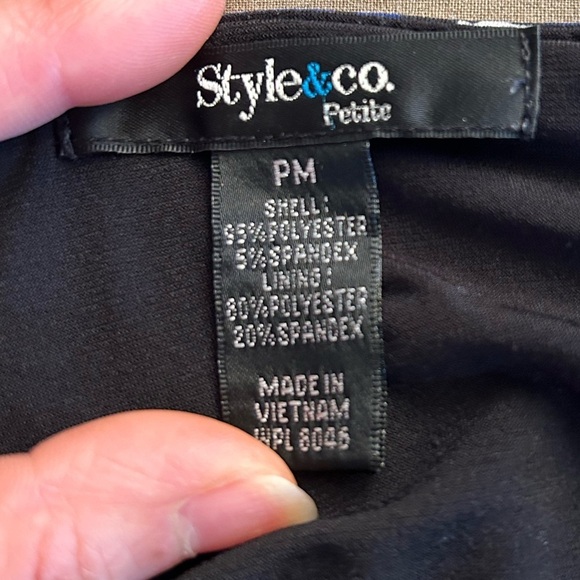 Style&co.
Petite
PM
SHELL:
95%POLYESTER
5%SPANDEX
LINING:
80%POLYESTER
20%SPANDEX
MADE IN
VIETNAM
WPL 8046